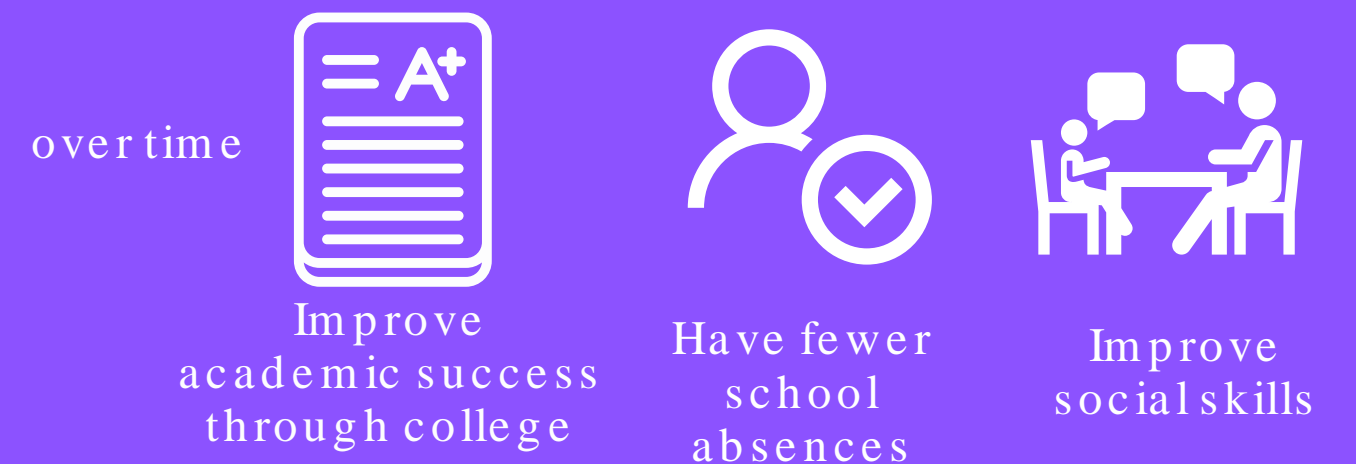 over time
A+
Improve
academic success
through college
Have fewer
school
absences
Improve
social skills